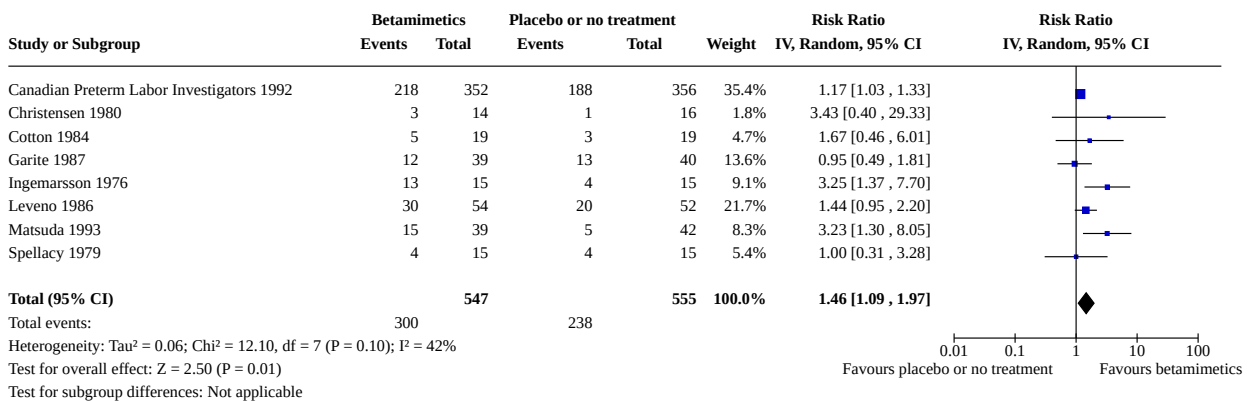 Betamimetics Placebo or no treatment Risk Ratio Risk Ratio
Study or Subgroup Events Total Events Total Weight IV, Random, 95% CI IV, Random, 95% CI
Canadian Preterm Labor Investigators 1992 218 352 188 356 35.4% 1.17 [1.03 , 1.33]
Christensen 1980 3 14 1 16 1.8% 3.43 [0.40 , 29.33]
Cotton 1984 5 19 3 19 4.7% 1.67 [0.46 , 6.01]
Garite 1987 12 39 13 40 13.6% 0.95 [0.49 , 1.81]
Ingemarsson 1976 13 15 4 15 9.1% 3.25 [1.37 , 7.70]
Leveno 1986 30 54 20 52 21.7% 1.44 [0.95 , 2.20]
Matsuda 1993 15 39 5 42 8.3% 3.23 [1.30 , 8.05]
Spellacy 1979 4 15 4 15 5.4% 1.00 [0.31 , 3.28]
Total (95% CI) 547 555 100.0% 1.46 [1.09 , 1.97]
Total events: 300 238
Heterogeneity: Tau² = 0.06; Chi² = 12.10, df = 7 (P = 0.10); I² = 42%
0.01 0.1 1 10 100
Test for overall effect: Z = 2.50 (P = 0.01) Favours placebo or no treatment Favours betamimetics
Test for subgroup differences: Not applicable